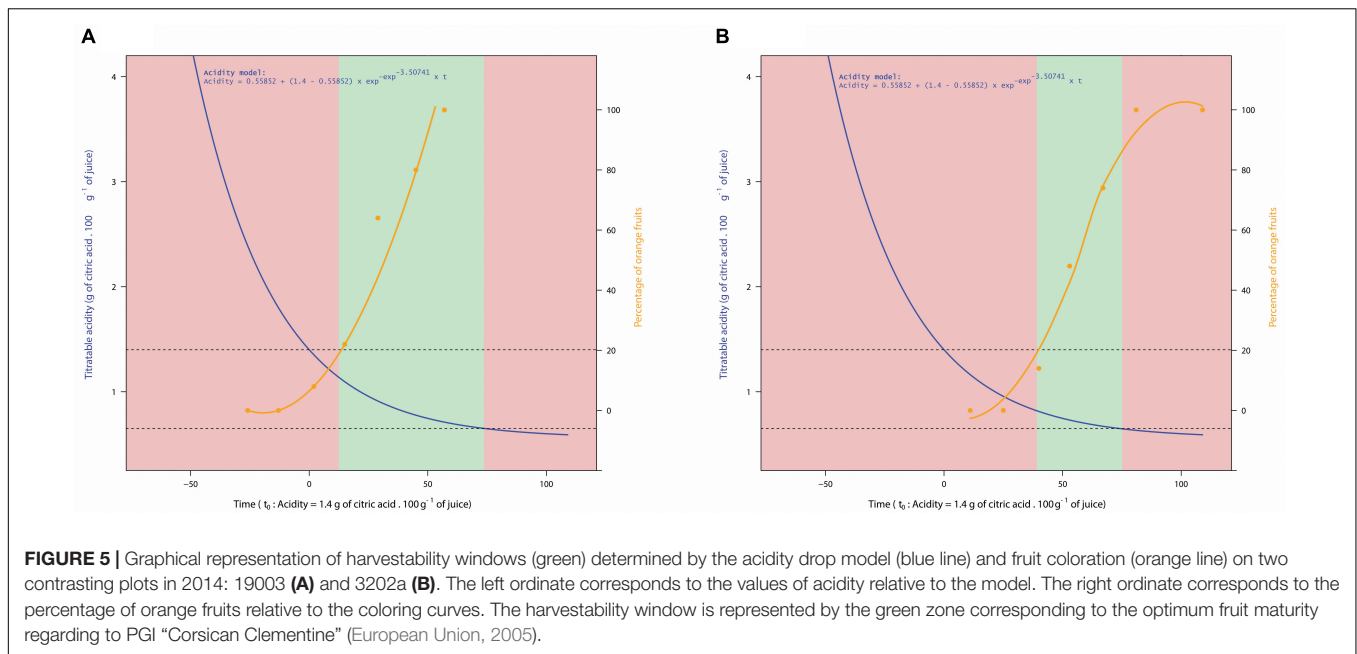 A
Acidity model:
Acidity = 0.55852 + (1.4 - 0.55852) x exp^-exp^-3.50741 x t
Titratable acidity (g of citric acid . 100 g⁻¹ of juice)
4
3
2
1
100
80
60
40
20
0
Percentage of orange fruits
−50 0 50 100
Time ( t₀ : Acidity = 1.4 g of citric acid . 100 g⁻¹ of juice)
B
Acidity model:
Acidity = 0.55852 + (1.4 - 0.55852) x exp^-exp^-3.50741 x t
Titratable acidity (g of citric acid . 100 g⁻¹ of juice)
4
3
2
1
100
80
60
40
20
0
Percentage of orange fruits
−50 0 50 100
Time ( t₀ : Acidity = 1.4 g of citric acid . 100 g⁻¹ of juice)
FIGURE 5 | Graphical representation of harvestability windows (green) determined by the acidity drop model (blue line) and fruit coloration (orange line) on two
contrasting plots in 2014: 19003 (A) and 3202a (B). The left ordinate corresponds to the values of acidity relative to the model. The right ordinate corresponds to the
percentage of orange fruits relative to the coloring curves. The harvestability window is represented by the green zone corresponding to the optimum fruit maturity
regarding to PGI “Corsican Clementine” (European Union, 2005).